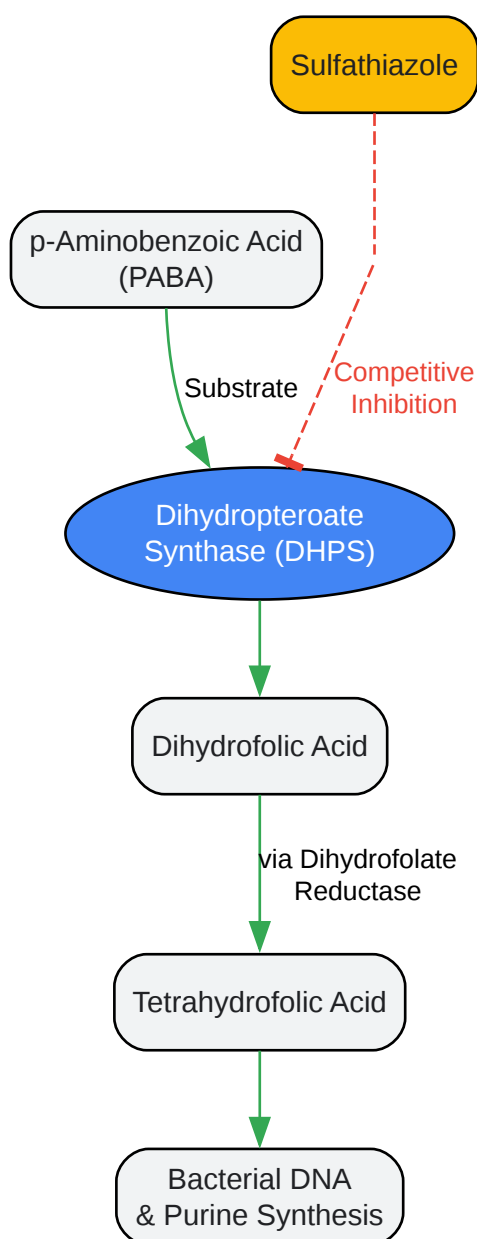 Sulfathiazole
p-Aminobenzoic Acid
(PABA)
Substrate
Competitive
Inhibition
Dihydropteroate
Synthase (DHPS)
Dihydrofolic Acid
via Dihydrofolate
Reductase
Tetrahydrofolic Acid
Bacterial DNA
& Purine Synthesis